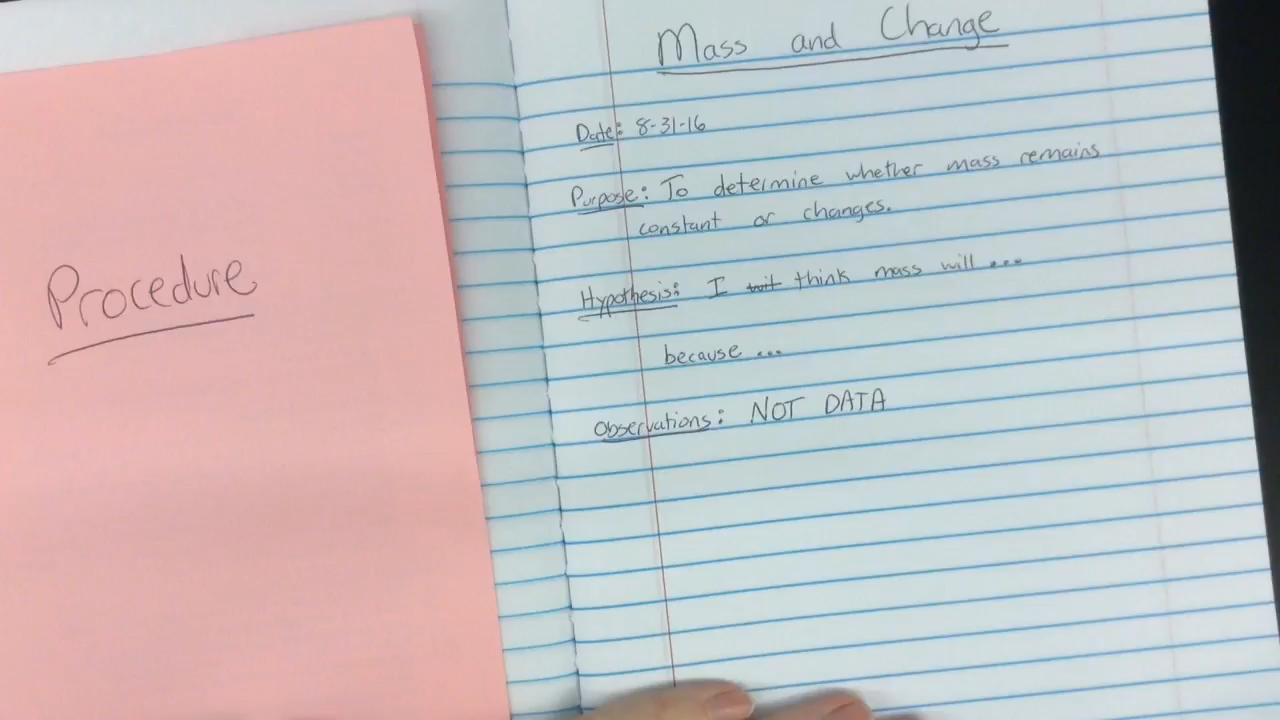 Procedure
Mass and Change
Date: 8-31-16
Purpose: To determine whether mass remains
constant or changes.
Hypothesis: I think mass will ...
because ...
Observations: NOT DATA